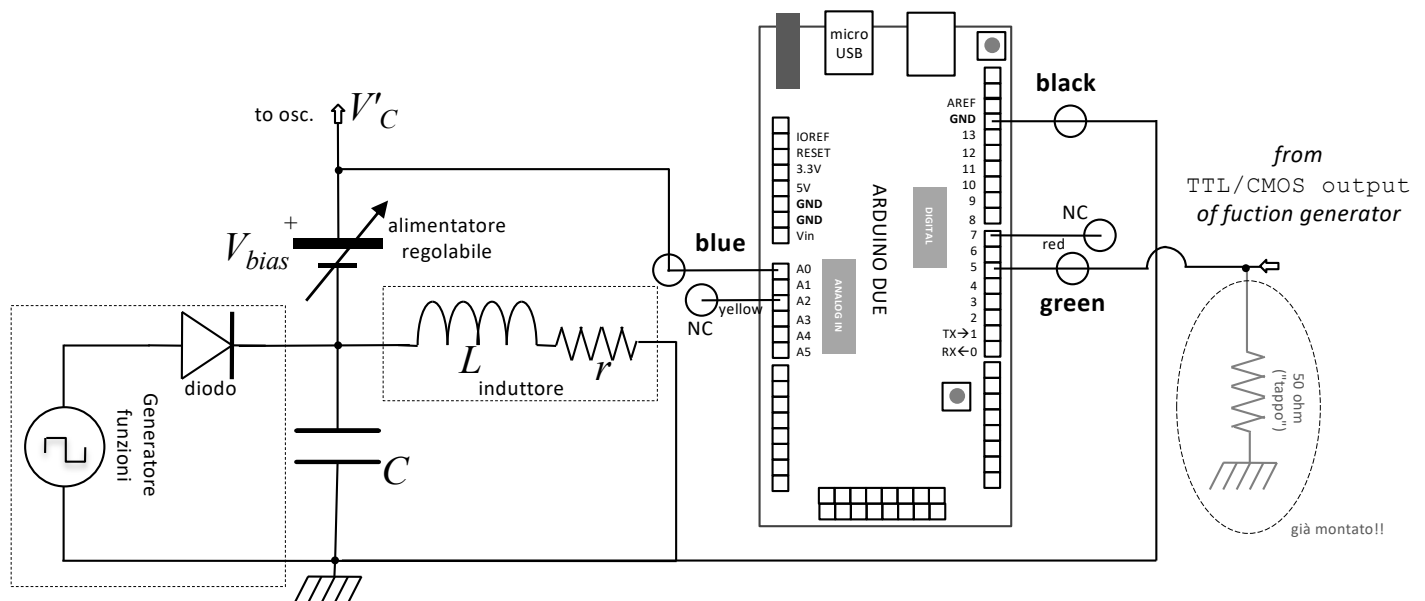 to osc.
V'C
+
Vbias
alimentatore
regolabile
diodo
Generatore
funzioni
L
r
induttore
C
blue
NC
yellow
micro
USB
IOREF
RESET
3.3V
5V
GND
GND
Vin
A0
A1
A2
A3
A4
A5
ANALOG IN
ARDUINO DUE
DIGITAL
AREF
GND
13
12
11
10
9
8
7
6
5
4
3
2
TX→1
RX←0
black
NC
red
green
from
TTL/CMOS output
of fuction generator
50 ohm
("tappo")
già montato!!